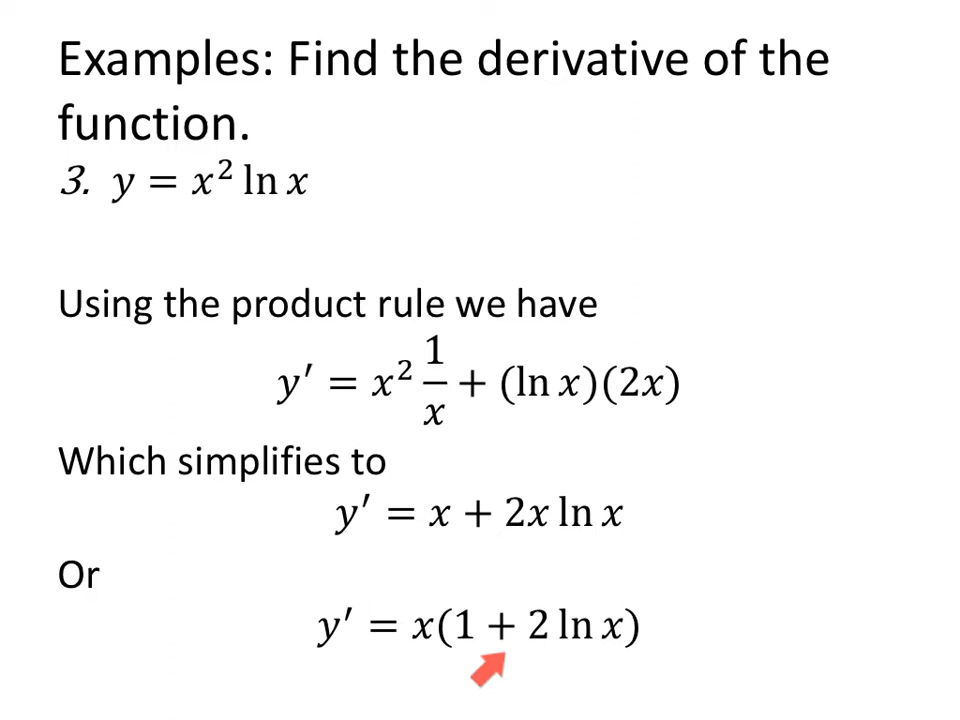 Examples: Find the derivative of the
function.
3. y = x² ln x
Using the product rule we have
y′ = x² 1/x + (ln x)(2x)
Which simplifies to
y′ = x + 2x ln x
Or
y′ = x(1 + 2 ln x)